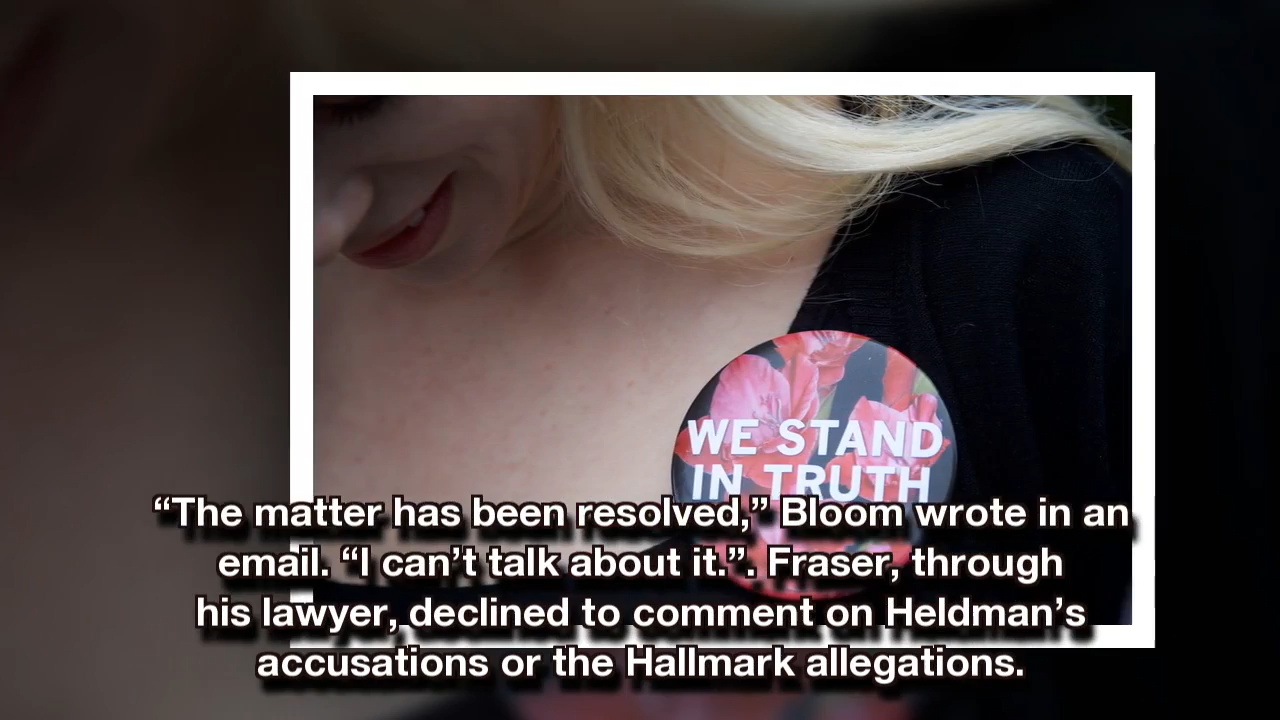 WE STAND
IN TRUTH
“The matter has been resolved,” Bloom wrote in an
email. “I can’t talk about it.”. Fraser, through
his lawyer, declined to comment on Heldman’s
accusations or the Hallmark allegations.